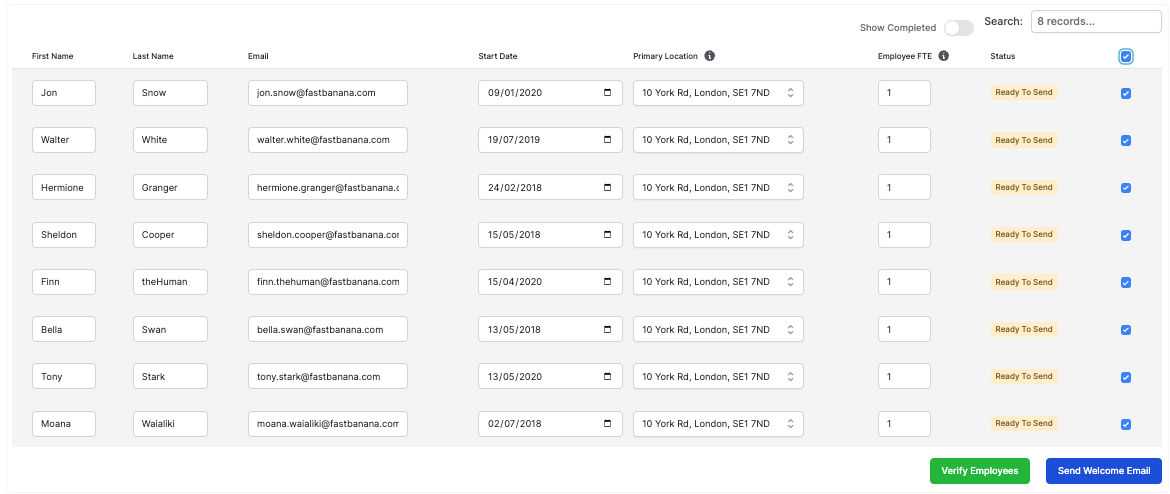 Show Completed Search: 8 records...
First Name Last Name Email Start Date Primary Location Employee FTE Status
Jon Snow jon.snow@fastbanana.com 09/01/2020 10 York Rd, London, SE1 7ND 1 Ready To Send
Walter White walter.white@fastbanana.com 19/07/2019 10 York Rd, London, SE1 7ND 1 Ready To Send
Hermione Granger hermione.granger@fastbanana.c 24/02/2018 10 York Rd, London, SE1 7ND 1 Ready To Send
Sheldon Cooper sheldon.cooper@fastbanana.cor 15/05/2018 10 York Rd, London, SE1 7ND 1 Ready To Send
Finn theHuman finn.thehuman@fastbanana.com 15/04/2020 10 York Rd, London, SE1 7ND 1 Ready To Send
Bella Swan bella.swan@fastbanana.com 13/05/2018 10 York Rd, London, SE1 7ND 1 Ready To Send
Tony Stark tony.stark@fastbanana.com 13/05/2020 10 York Rd, London, SE1 7ND 1 Ready To Send
Moana Waialiki moana.waialiki@fastbanana.com 02/07/2018 10 York Rd, London, SE1 7ND 1 Ready To Send
Verify Employees Send Welcome Email